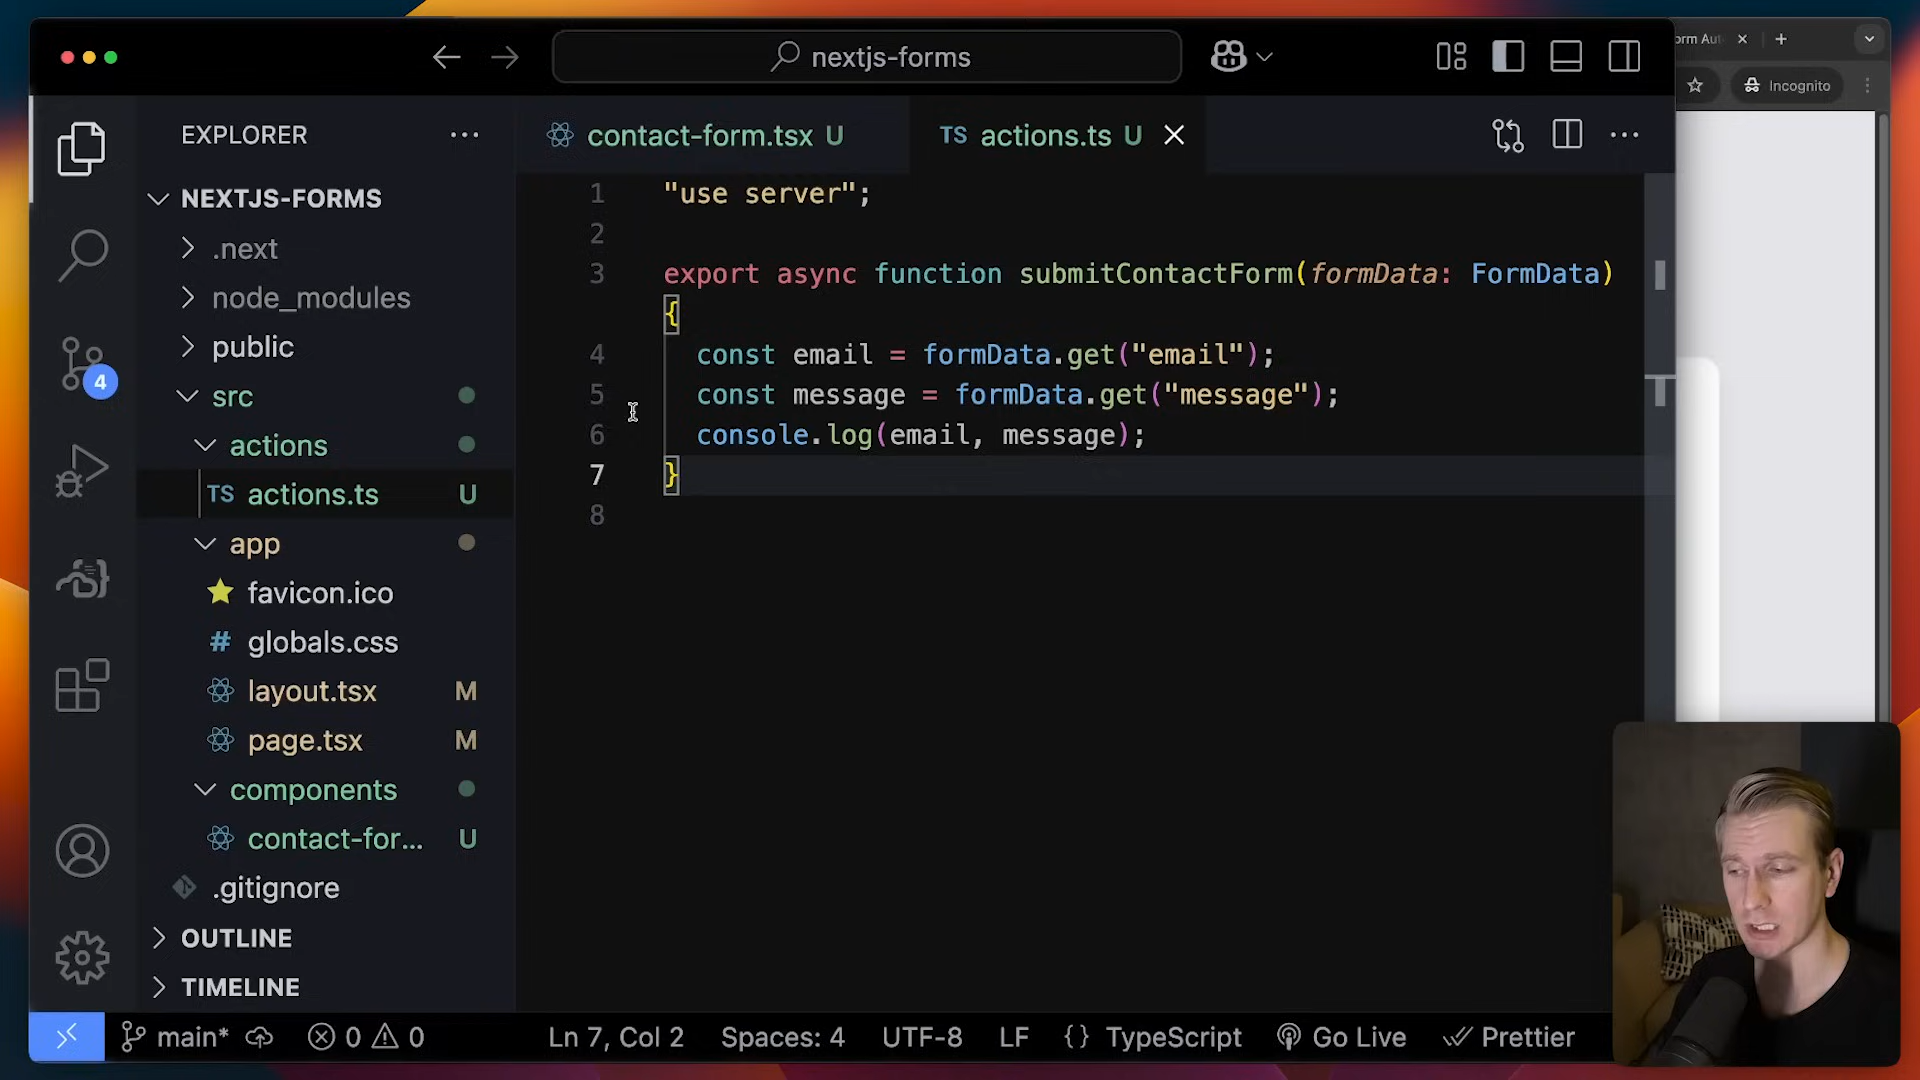 nextjs-forms
orm Aut
Incognito
EXPLORER
contact-form.tsx U
TS actions.ts U
NEXTJS-FORMS
.next
node_modules
public
src
actions
TS actions.ts U
app
favicon.ico
# globals.css
layout.tsx M
page.tsx M
components
contact-for... U
.gitignore
OUTLINE
TIMELINE
4
1 "use server";
2
3 export async function submitContactForm(formData: FormData)
{
4 const email = formData.get("email");
5 const message = formData.get("message");
6 console.log(email, message);
7 }
8
main* 0 0 Ln 7, Col 2 Spaces: 4 UTF-8 LF {} TypeScript Go Live Prettier